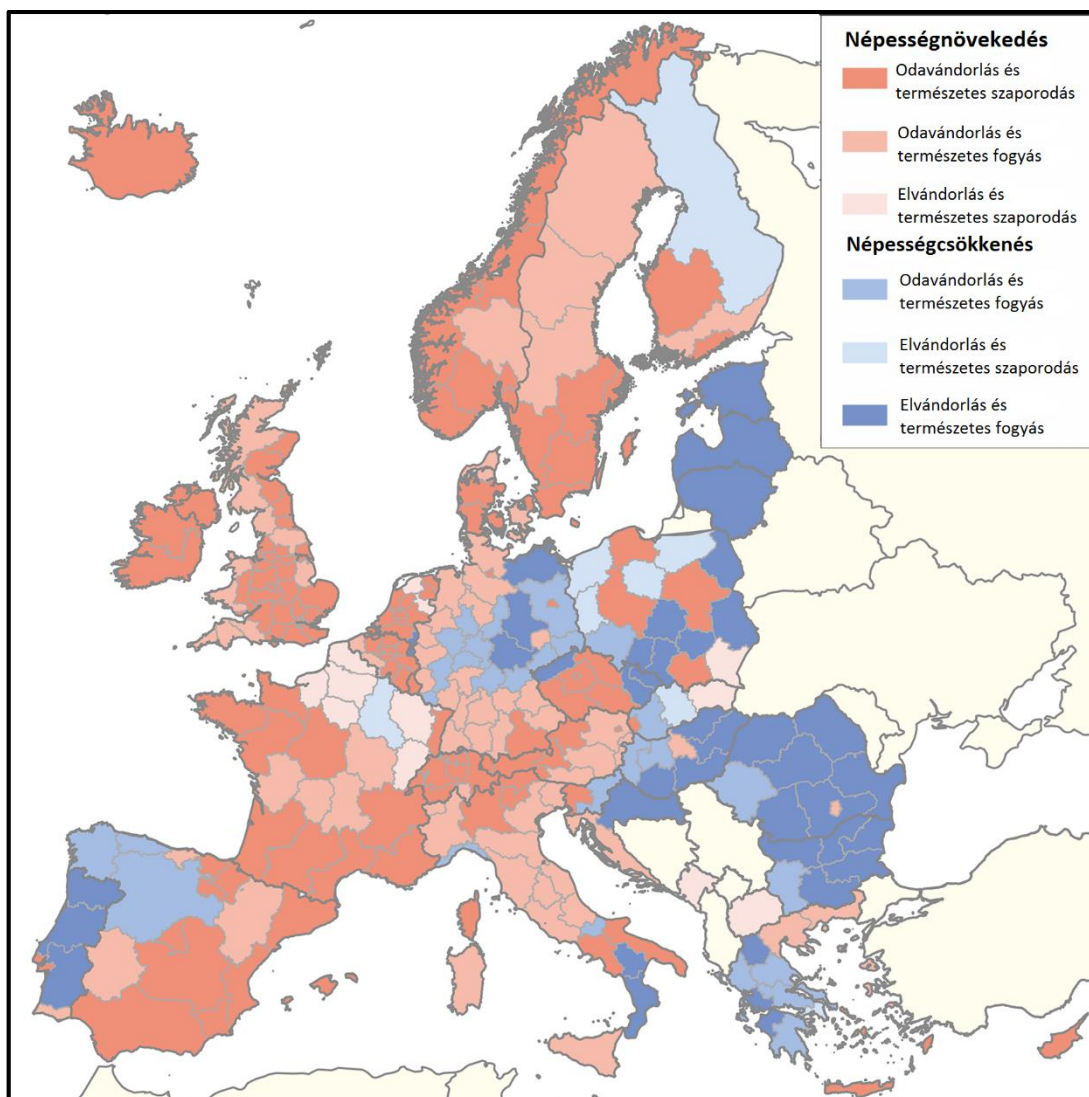 Népességnövekedés
Odavándorlás és
természetes szaporodás
Odavándorlás és
természetes fogyás
Elvándorlás és
természetes szaporodás
Népességcsökkenés
Odavándorlás és
természetes fogyás
Elvándorlás és
természetes szaporodás
Elvándorlás és
természetes fogyás